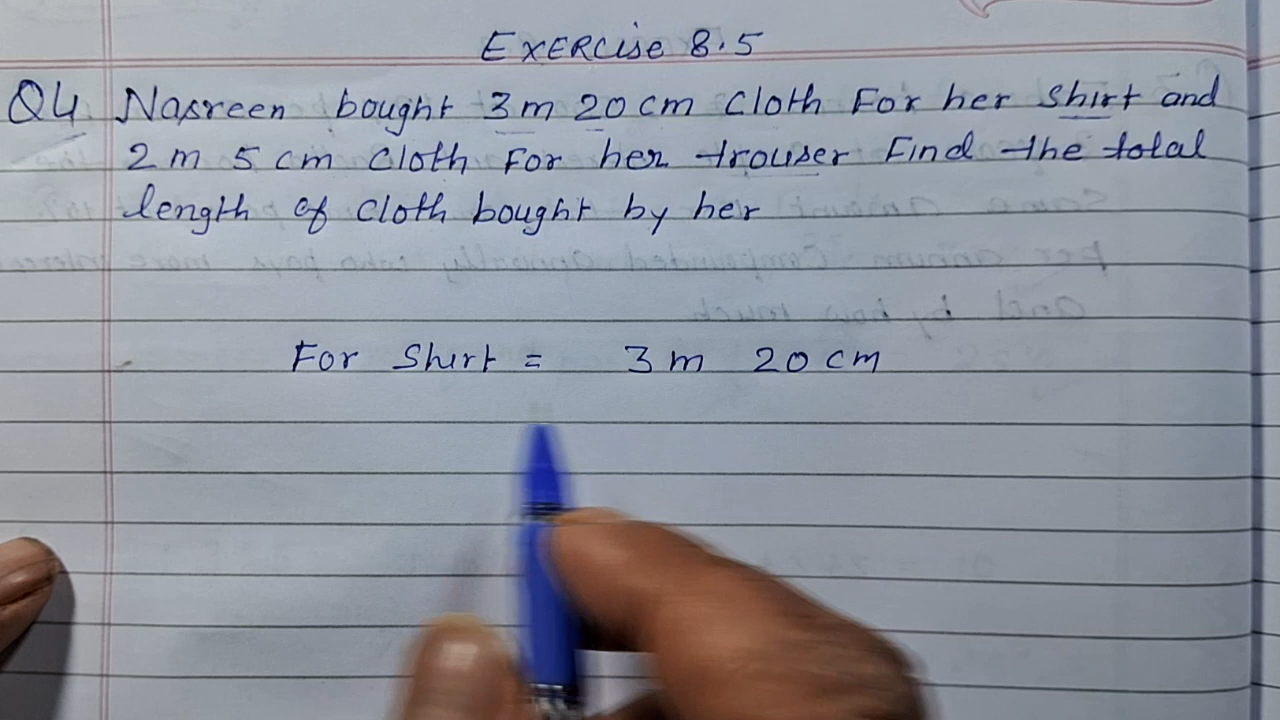 Exercise 8.5
Q4 Nasreen bought 3m 20cm cloth For her shirt and
2m 5cm cloth For her trouser Find the total
length of cloth bought by her
For Shirt = 3m 20cm